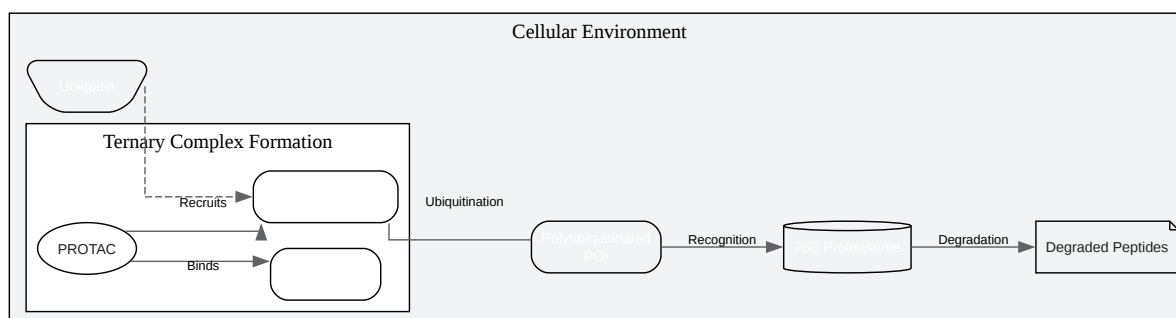 Cellular Environment
Ubiquitin
Ternary Complex Formation
Recruits
Ubiquitination
PROTAC
Binds
Polyubiquitinated
POI
Recognition
26S Proteasome
Degradation
Degraded Peptides